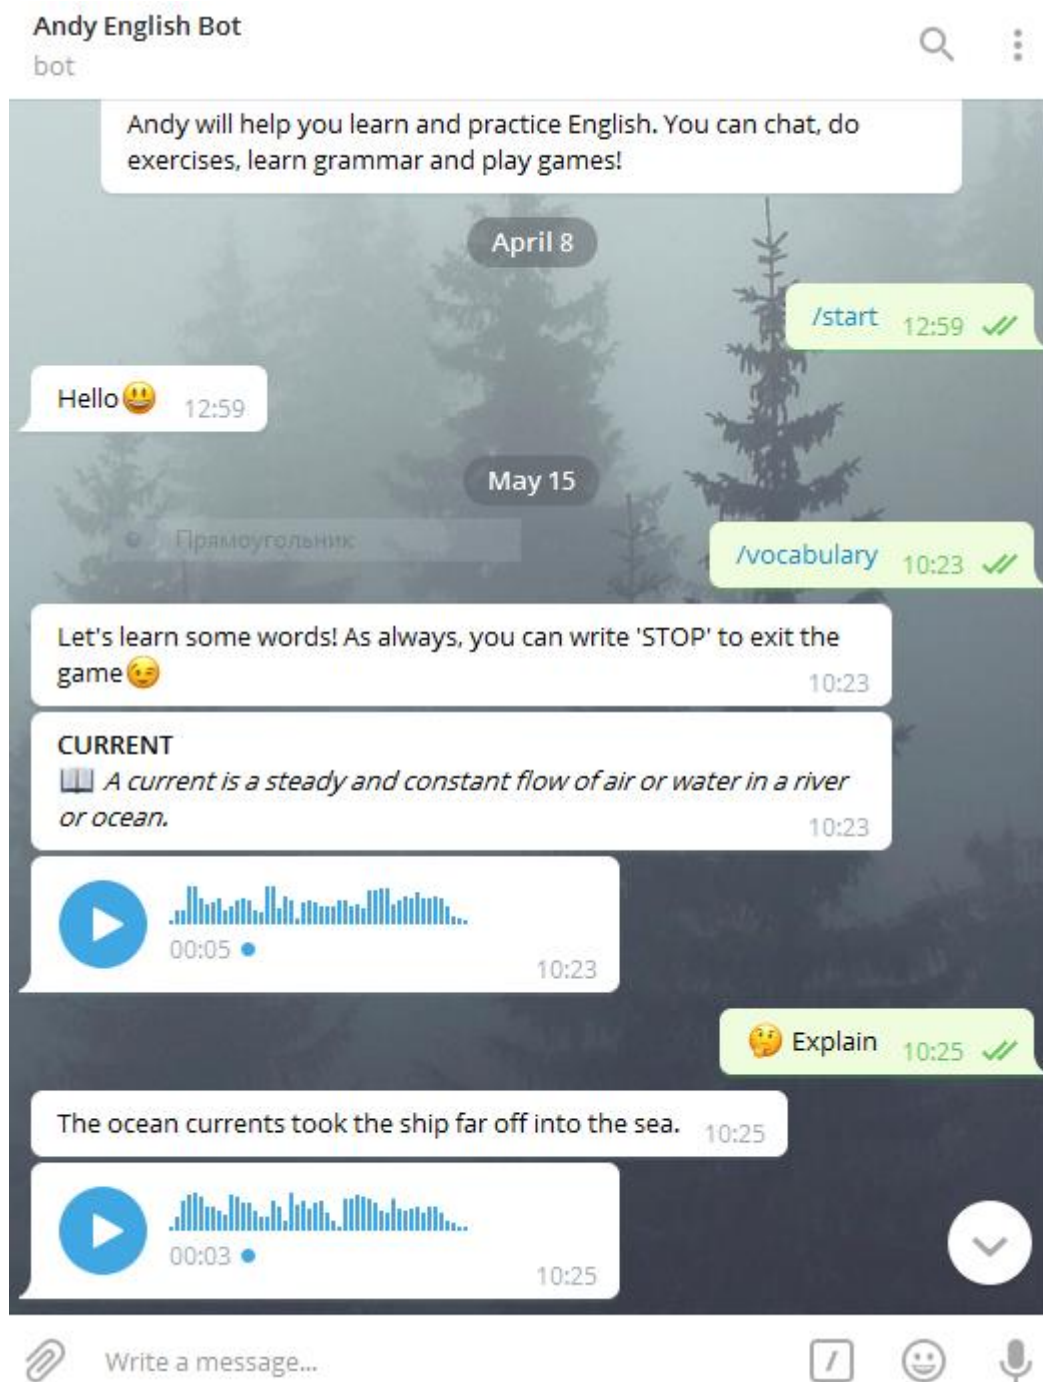 Andy English Bot
bot
Andy will help you learn and practice English. You can chat, do
exercises, learn grammar and play games!
April 8
/start 12:59
Hello😃 12:59
May 15
Прямоугольник
/vocabulary 10:23
Let's learn some words! As always, you can write 'STOP' to exit the
game😉
10:23
CURRENT
📖 A current is a steady and constant flow of air or water in a river
or ocean.
10:23
00:05
10:23
🤔 Explain 10:25
The ocean currents took the ship far off into the sea. 10:25
00:03
10:25
Write a message...